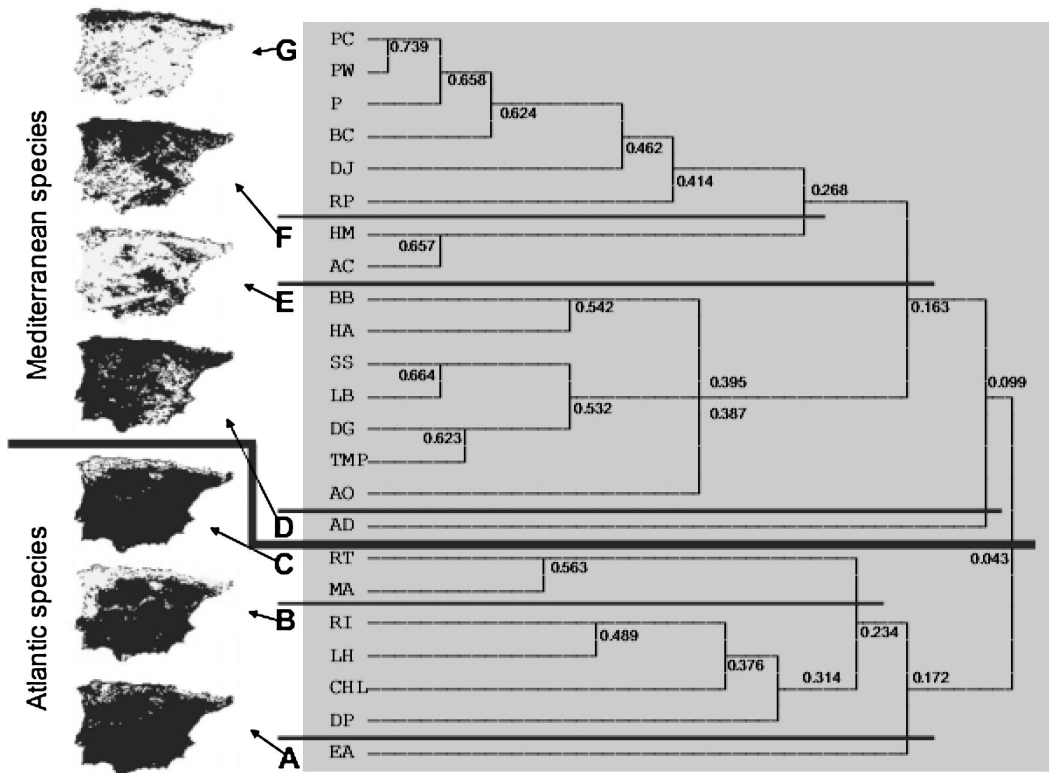 Mediterranean species
Atlantic species
G
F
E
D
C
B
A
PC
0.739
PW
0.658
P
0.624
BC
0.462
DJ
0.414
RP
0.268
HM
0.657
AC
BB
0.542
0.163
HA
SS
0.664
0.395
0.099
LB
0.532
0.387
DG
0.623
TMP
AO
AD
RT
0.563
0.043
MA
RI
0.489
0.234
LH
0.376
0.314
0.172
CHL
DP
EA